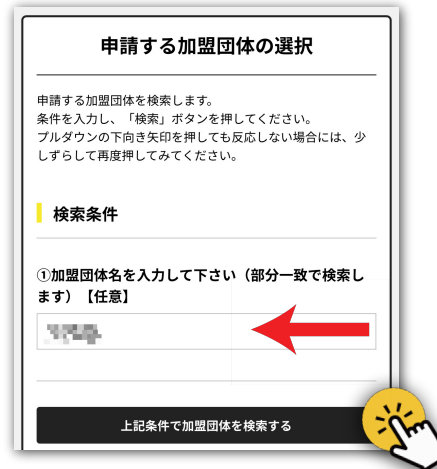 申請する加盟団体の選択
申請する加盟団体を検索します。
条件を入力し、「検索」ボタンを押してください。
プルダウンの下向き矢印を押しても反応しない場合には、少
しずらして再度押してみてください。
検索条件
①加盟団体名を入力して下さい（部分一致で検索し
ます）【任意】
上記条件で加盟団体を検索する